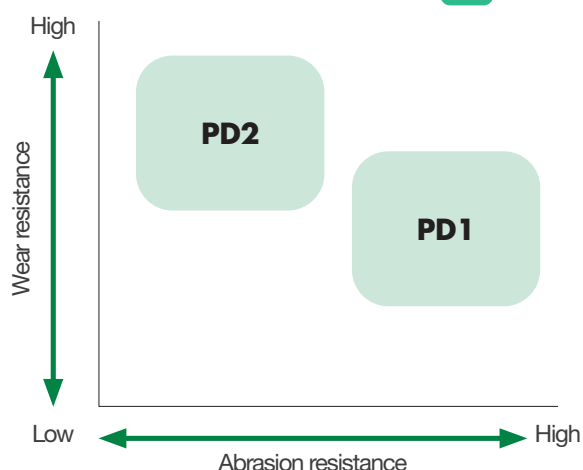 High
PD2
Wear resistance
PD1
Low
High
Abrasion resistance